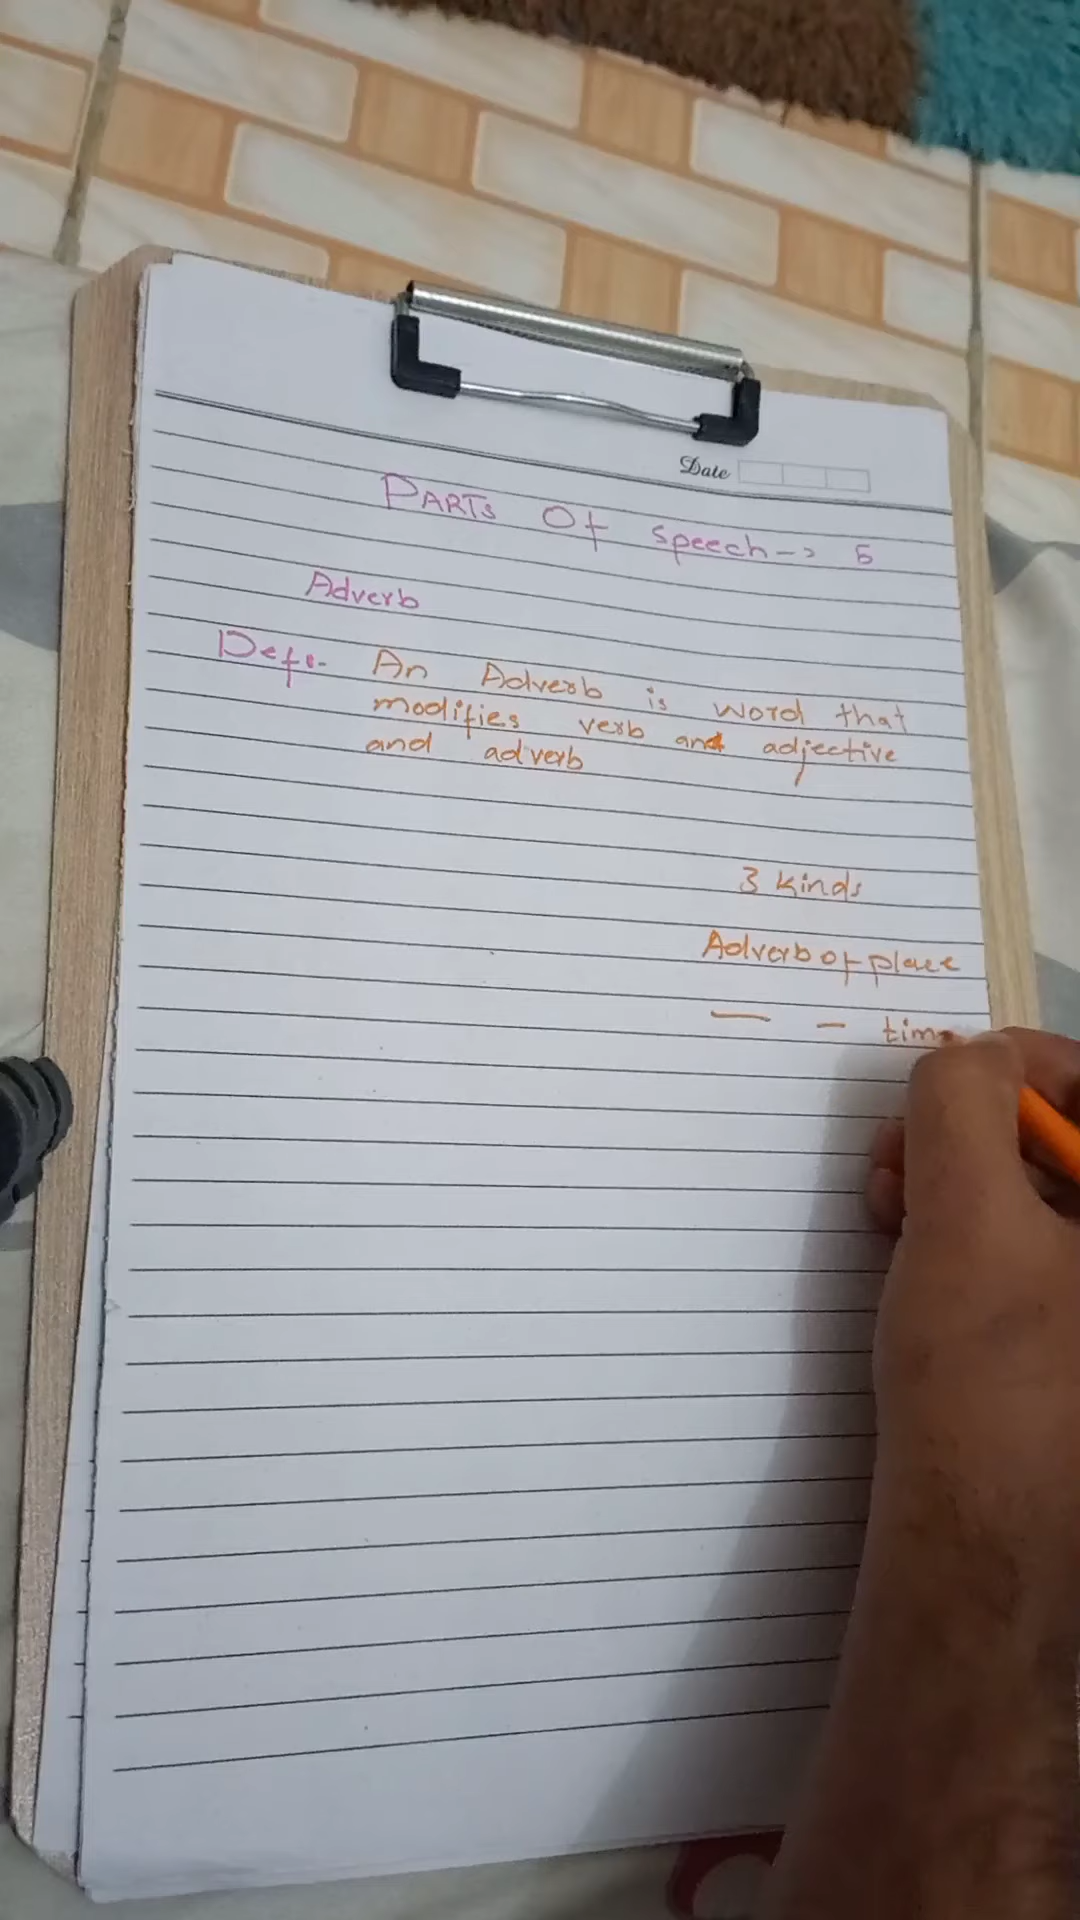 Date
PARTS Of speech-> 5
Adverb
Def:- An Adverb is word that
modifies verb and adjective
and adverb
3 kinds
Adverb of place
— — time